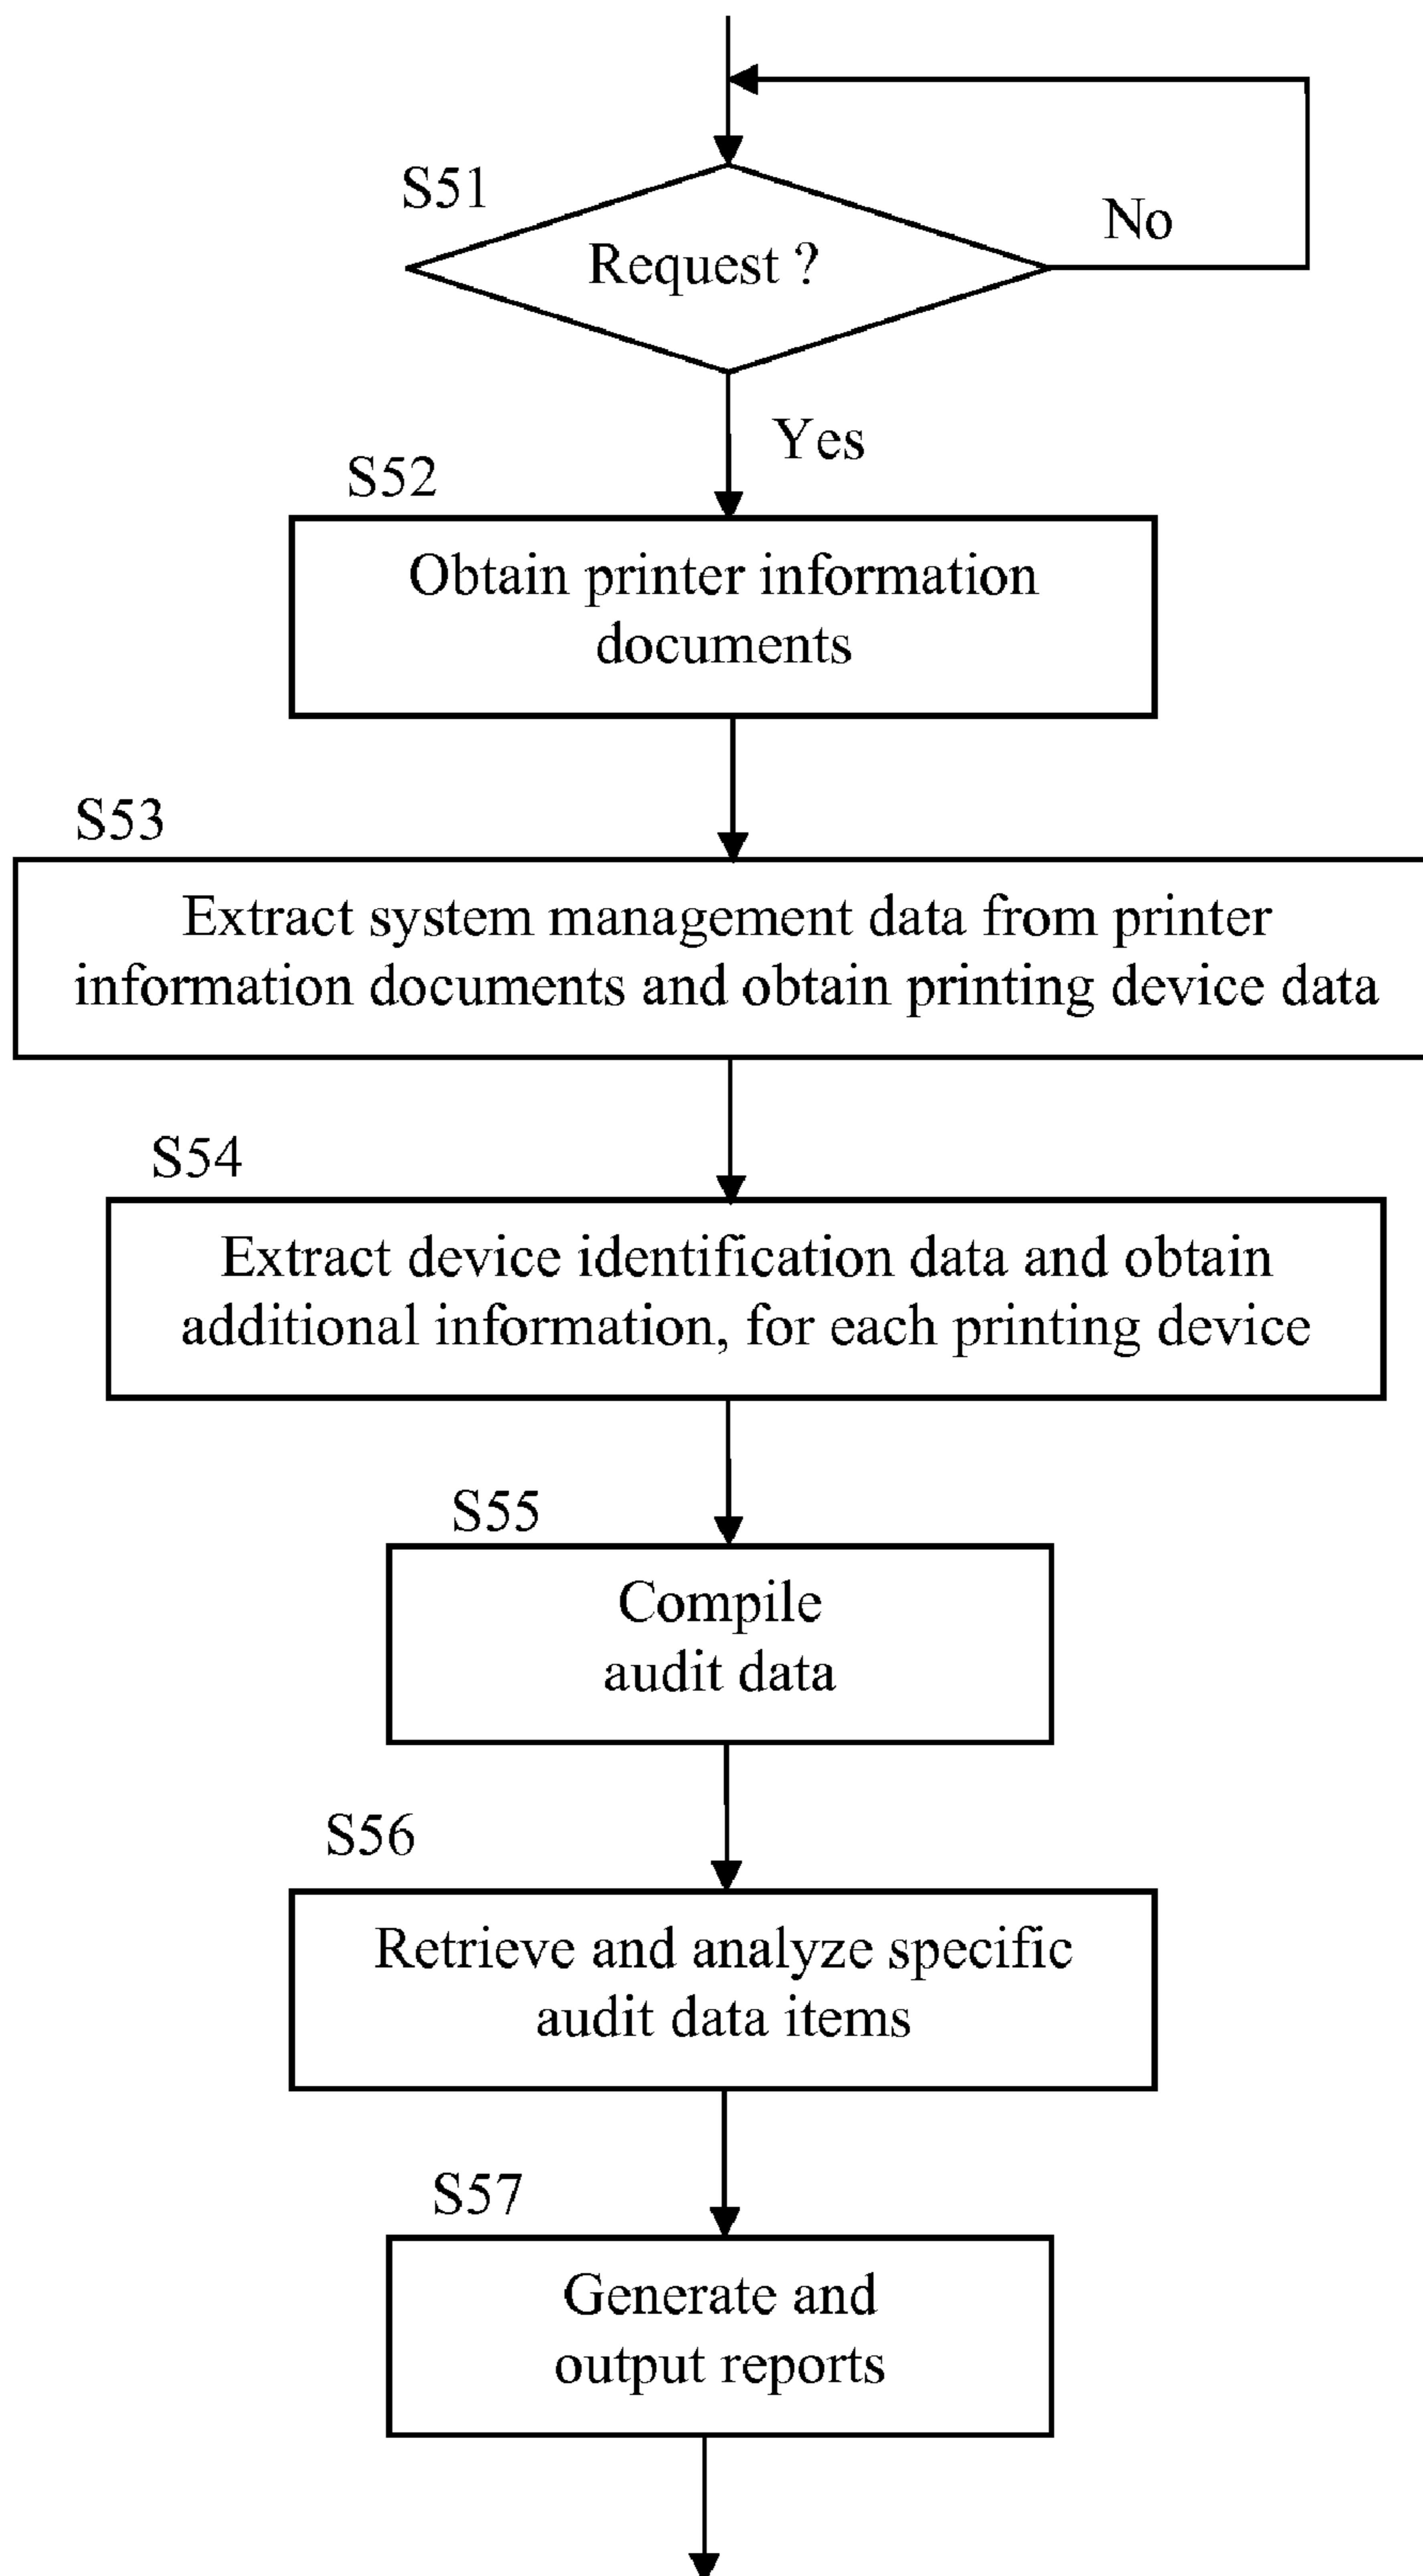 S51
Request ?
No
Yes
S52
Obtain printer information
documents
S53
Extract system management data from printer
information documents and obtain printing device data
S54
Extract device identification data and obtain
additional information, for each printing device
S55
Compile
audit data
S56
Retrieve and analyze specific
audit data items
S57
Generate and
output reports